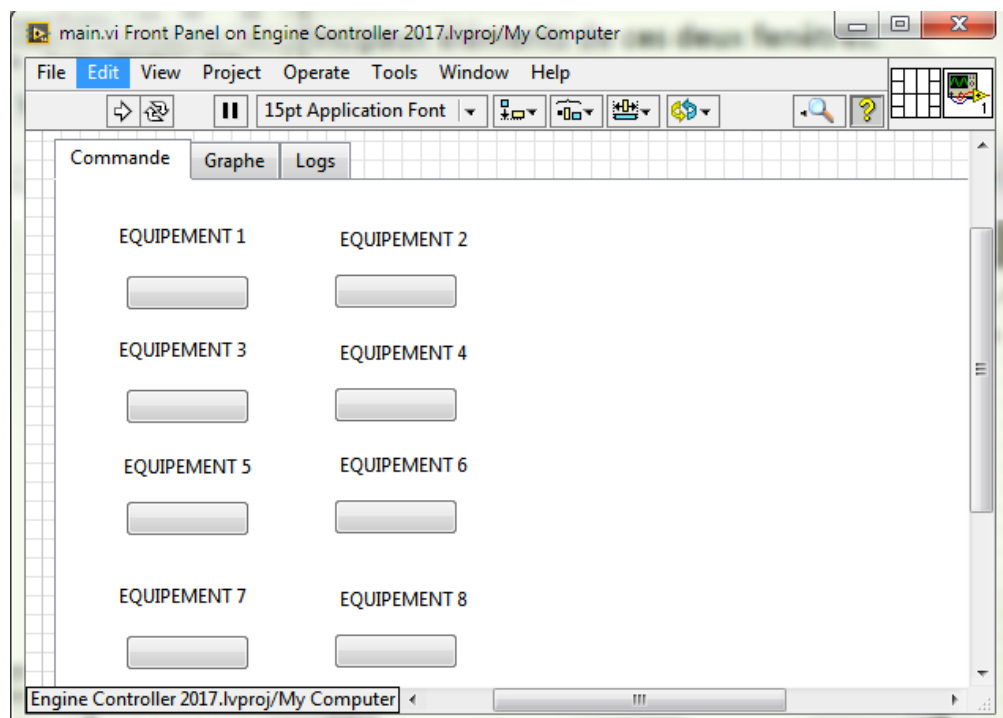 main.vi Front Panel on Engine Controller 2017.lvproj/My Computer
File Edit View Project Operate Tools Window Help
15pt Application Font
1
Commande Graphe Logs
EQUIPEMENT 1 EQUIPEMENT 2
EQUIPEMENT 3 EQUIPEMENT 4
EQUIPEMENT 5 EQUIPEMENT 6
EQUIPEMENT 7 EQUIPEMENT 8
Engine Controller 2017.lvproj/My Computer